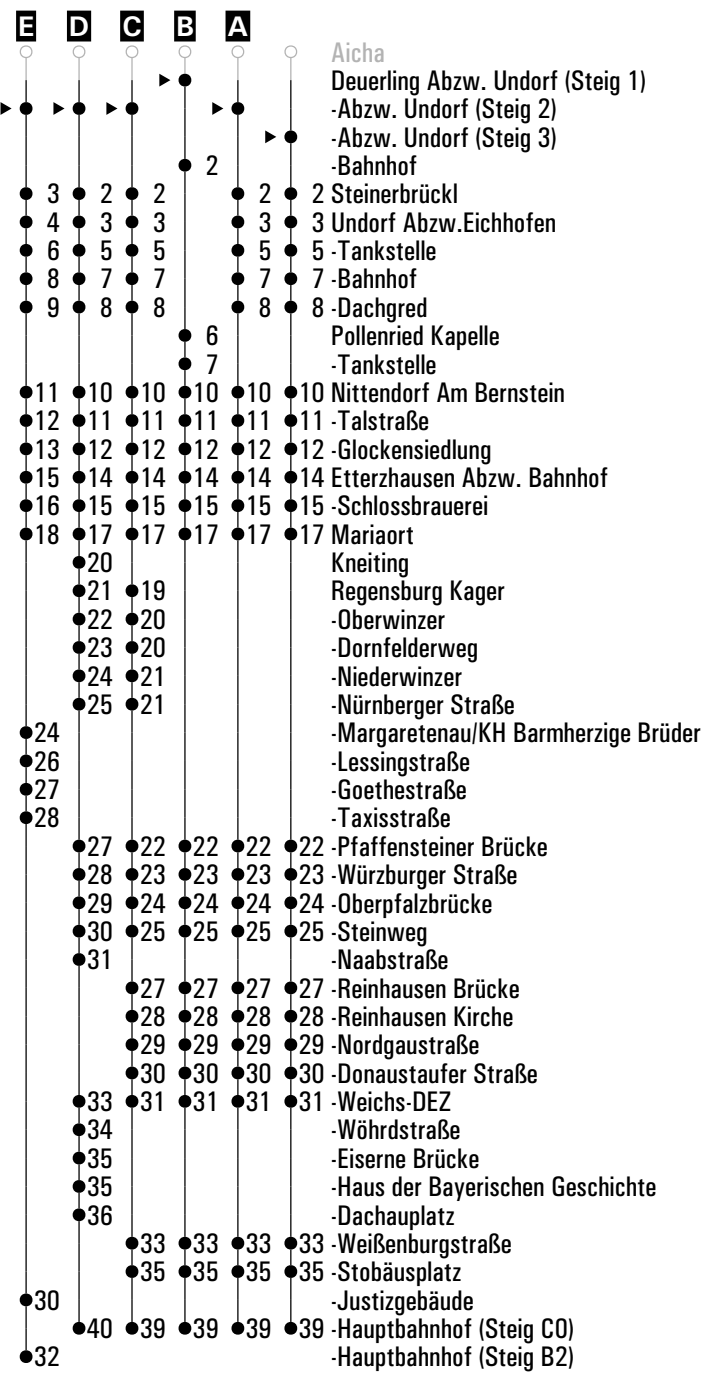 E D C B A
Aicha
Deuerling Abzw. Undorf (Steig 1)
-Abzw. Undorf (Steig 2)
-Abzw. Undorf (Steig 3)
2 -Bahnhof
3 2 2 2 2 Steinerbrückl
4 3 3 3 3 Undorf Abzw.Eichhofen
6 5 5 5 5 -Tankstelle
8 7 7 7 7 -Bahnhof
9 8 8 8 8 -Dachgred
6 Pollenried Kapelle
7 -Tankstelle
11 10 10 10 10 10 Nittendorf Am Bernstein
12 11 11 11 11 11 -Talstraße
13 12 12 12 12 12 -Glockensiedlung
15 14 14 14 14 14 Etterzhausen Abzw. Bahnhof
16 15 15 15 15 15 -Schlossbrauerei
18 17 17 17 17 17 Mariaort
20 Kneiting
21 19 Regensburg Kager
22 20 -Oberwinzer
23 20 -Dornfelderweg
24 21 -Niederwinzer
25 21 -Nürnberger Straße
24 -Margaretenau/KH Barmherzige Brüder
26 -Lessingstraße
27 -Goethestraße
28 -Taxisstraße
27 22 22 22 22 -Pfaffensteiner Brücke
28 23 23 23 23 -Würzburger Straße
29 24 24 24 24 -Oberpfalzbrücke
30 25 25 25 25 -Steinweg
31 -Naabstraße
27 27 27 27 -Reinhausen Brücke
28 28 28 28 -Reinhausen Kirche
29 29 29 29 -Nordgaustraße
30 30 30 30 -Donaustaufer Straße
33 31 31 31 31 -Weichs-DEZ
34 -Wöhrdstraße
35 -Eiserne Brücke
35 -Haus der Bayerischen Geschichte
36 -Dachauplatz
33 33 33 33 -Weißenburgstraße
35 35 35 35 -Stobäusplatz
30 -Justizgebäude
40 39 39 39 39 -Hauptbahnhof (Steig C0)
32 -Hauptbahnhof (Steig B2)